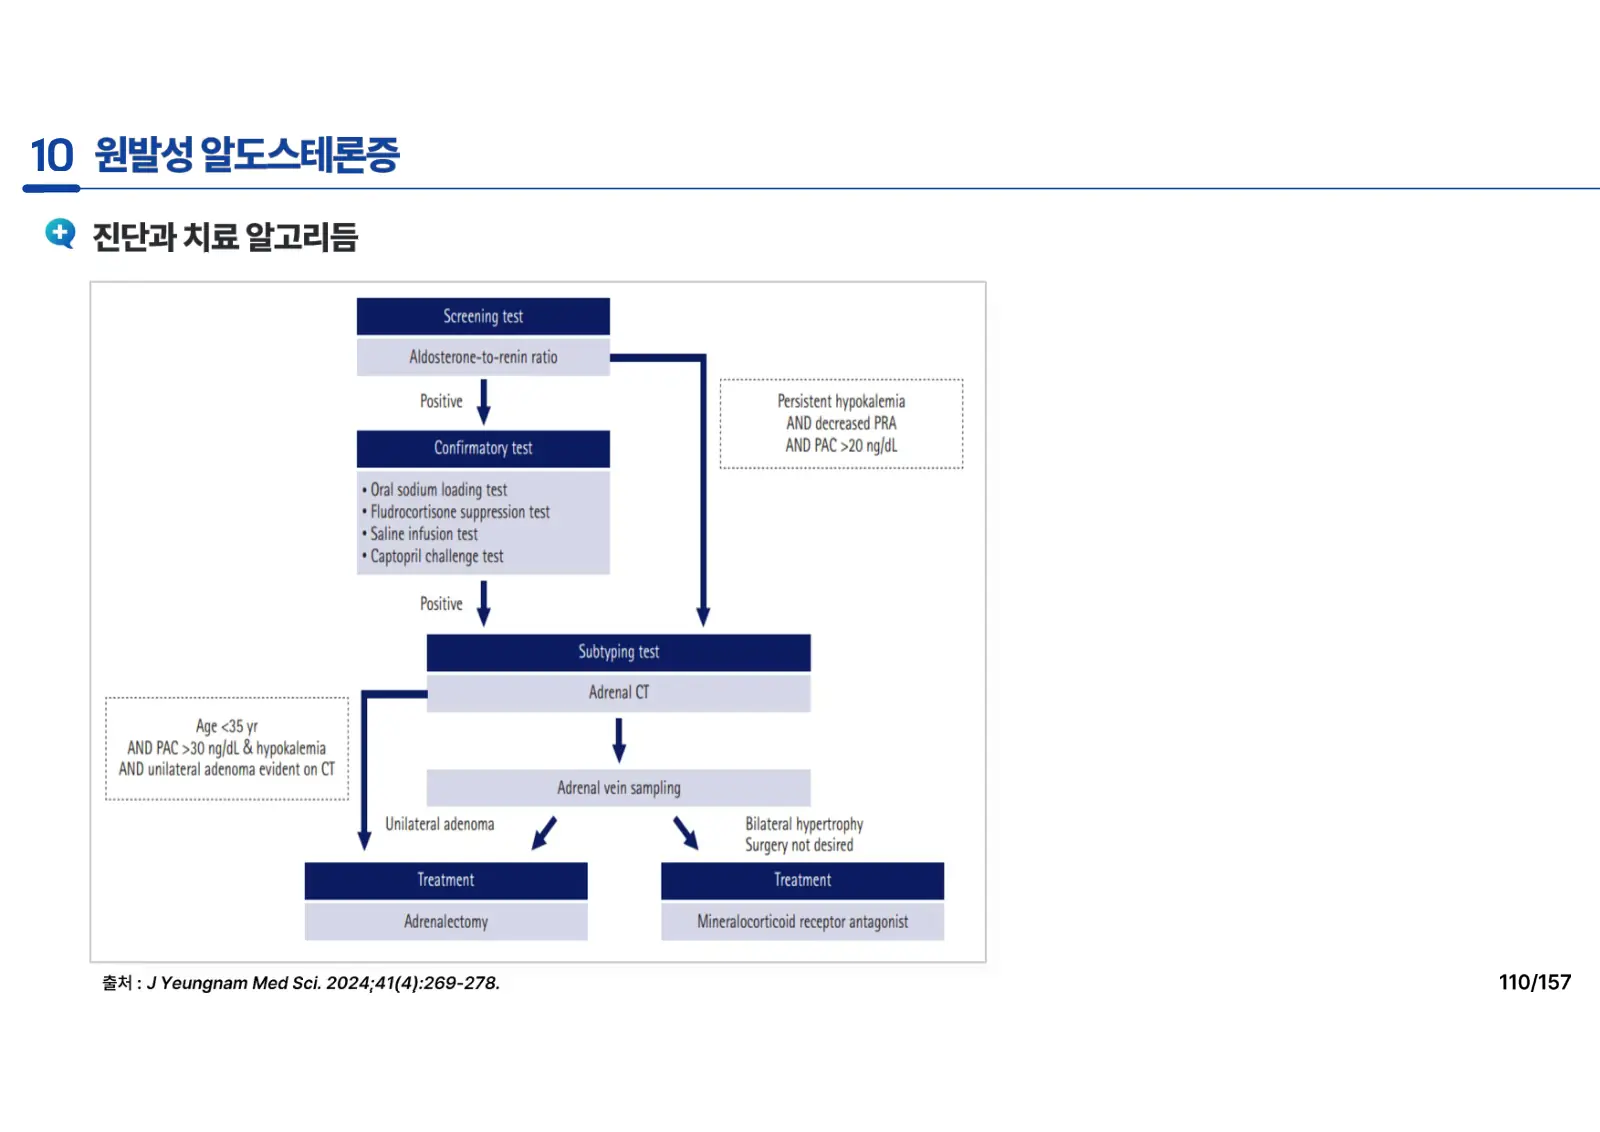 10 원발성 알도스테론증
진단과 치료 알고리듬
Screening test
Aldosterone-to-renin ratio
Positive
Persistent hypokalemia
AND decreased PRA
AND PAC >20 ng/dL
Confirmatory test
• Oral sodium loading test
• Fludrocortisone suppression test
• Saline infusion test
• Captopril challenge test
Positive
Subtyping test
Adrenal CT
Age <35 yr
AND PAC >30 ng/dL & hypokalemia
AND unilateral adenoma evident on CT
Adrenal vein sampling
Unilateral adenoma
Bilateral hypertrophy
Surgery not desired
Treatment
Adrenalectomy
Treatment
Mineralocorticoid receptor antagonist
출처 : J Yeungnam Med Sci. 2024;41(4):269-278.
110/157